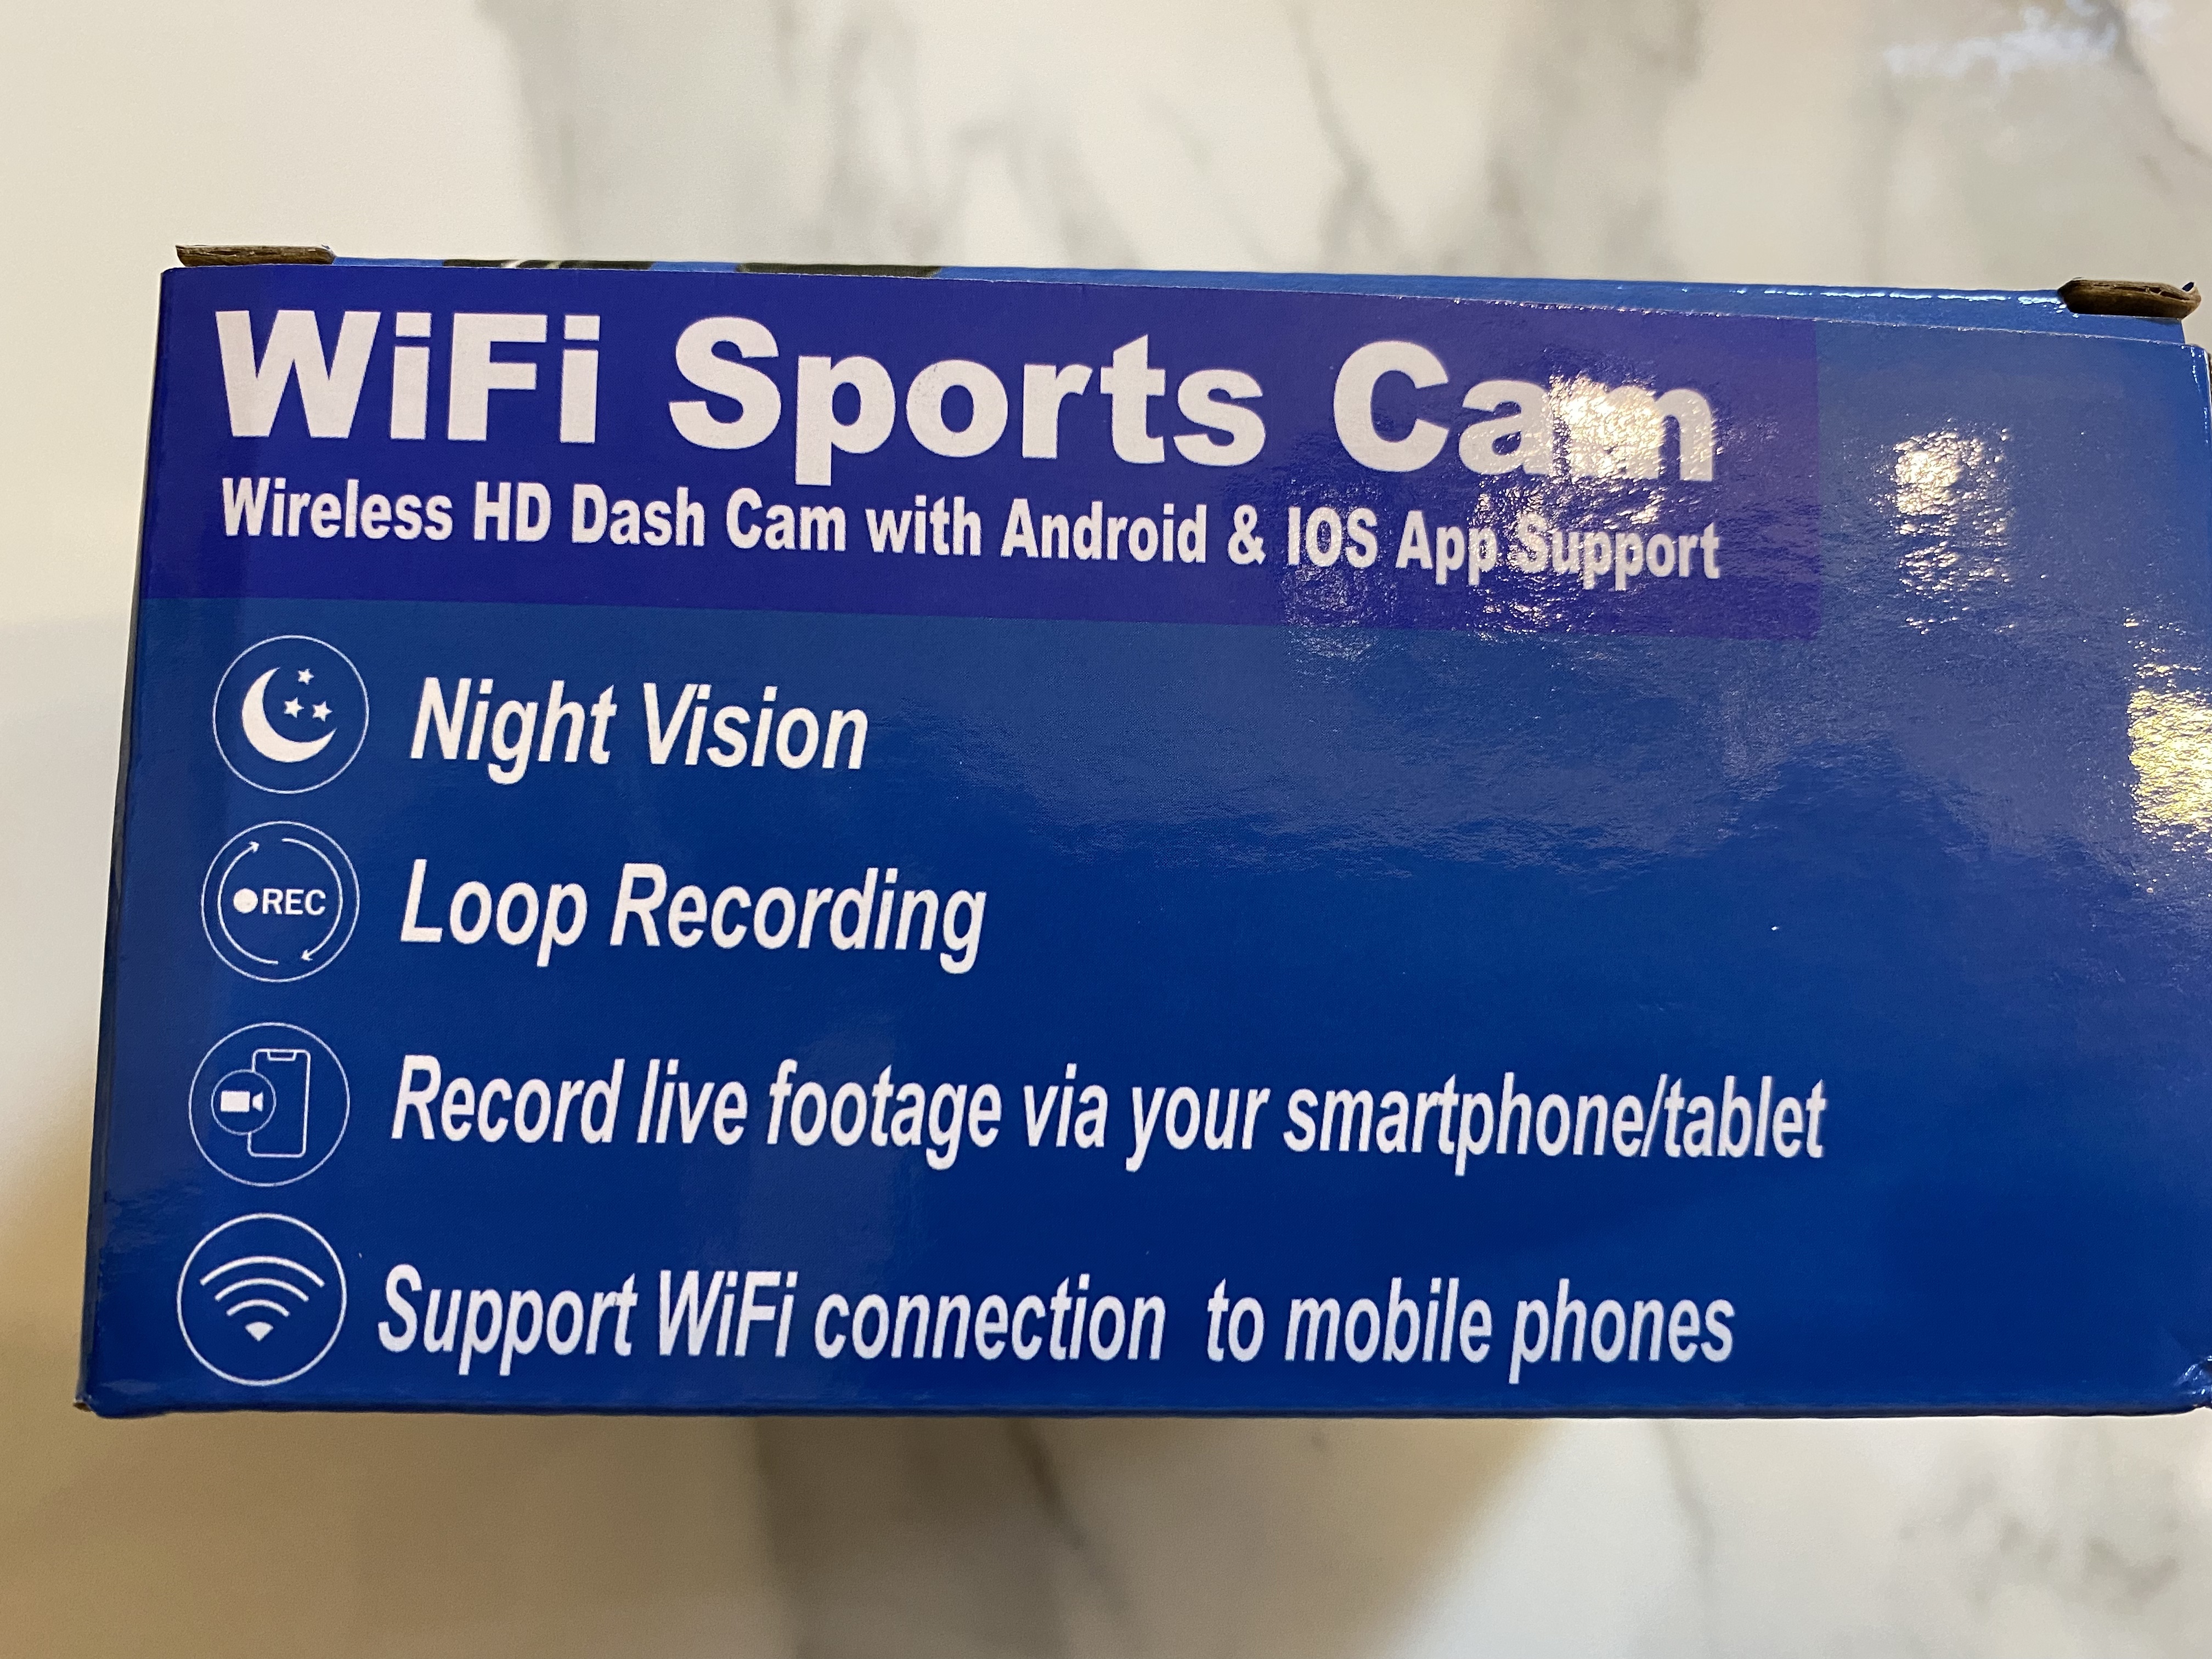 WiFi Sports Cam
Wireless HD Dash Cam with Android & IOS App Support
Night Vision
REC
Loop Recording
Record live footage via your smartphone/tablet
Support WiFi connection to mobile phones